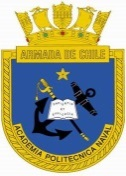 ARMADA DE CHILE
ACADEMIA POLITECNICA NAVAL